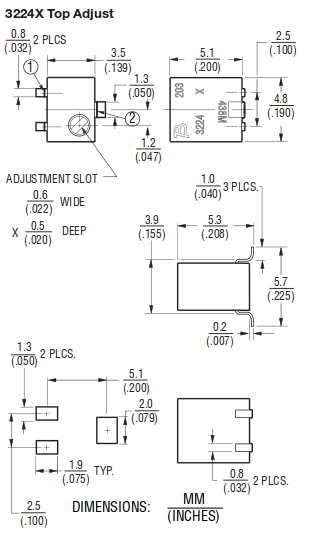 3224X Top Adjust
0.8
(.032) 2 PLCS
3.5
(.139)
1.3
(.050)
1
2
1.2
(.047)
ADJUSTMENT SLOT
0.6
(.022) WIDE
X 0.5
(.020) DEEP
5.1
(.200)
2.5
(.100)
203 X
3224 438M
4.8
(.190)
1.0
(.040) 3 PLCS.
3.9
(.155)
5.3
(.208)
5.7
(.225)
0.2
(.007)
1.3
(.050) 2 PLCS.
5.1
(.200)
2.0
(.079)
1.9
(.075) TYP.
2.5
(.100)
0.8
(.032) 2 PLCS.
DIMENSIONS: MM
(INCHES)